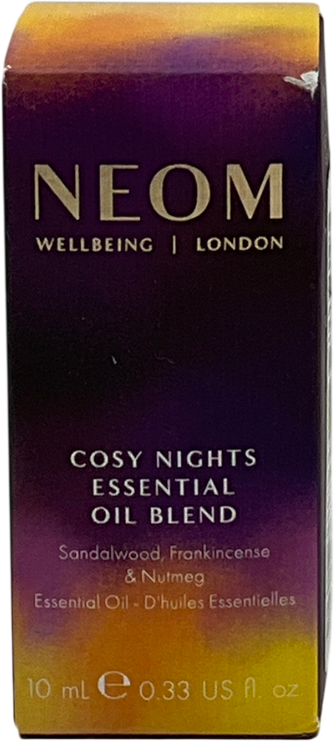 NEOM
WELLBEING | LONDON
COSY NIGHTS
ESSENTIAL
OIL BLEND
Sandalwood, Frankincense
& Nutmeg
Essential Oil - D'huiles Essentielles
10 mL ℮ 0.33 US fl. oz